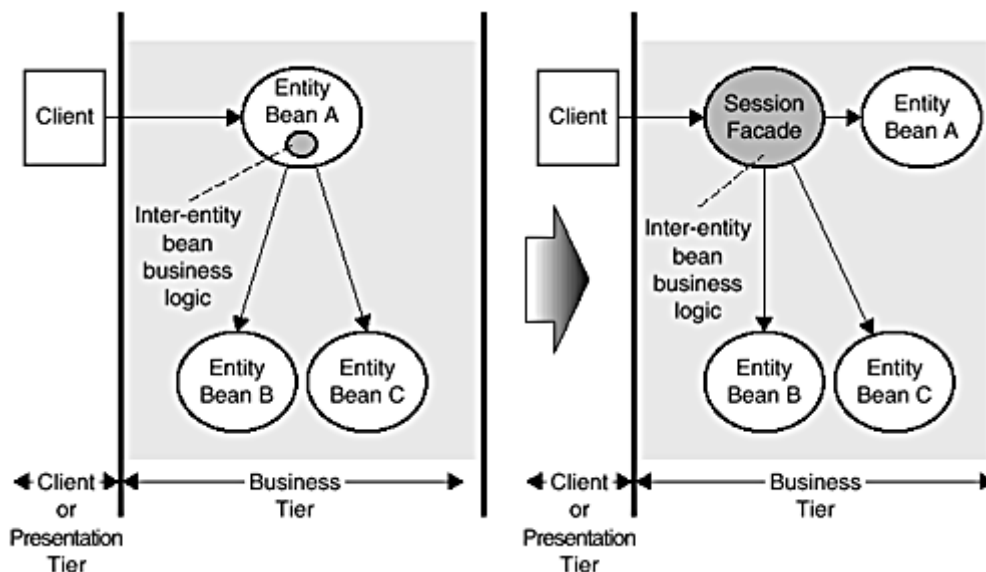 Client
Entity
Bean A
Inter-entity
bean
business
logic
Entity
Bean B
Entity
Bean C
Client
or
Presentation
Tier
Business
Tier
Client
Session
Facade
Entity
Bean A
Inter-entity
bean
business
logic
Entity
Bean B
Entity
Bean C
Client
or
Presentation
Tier
Business
Tier